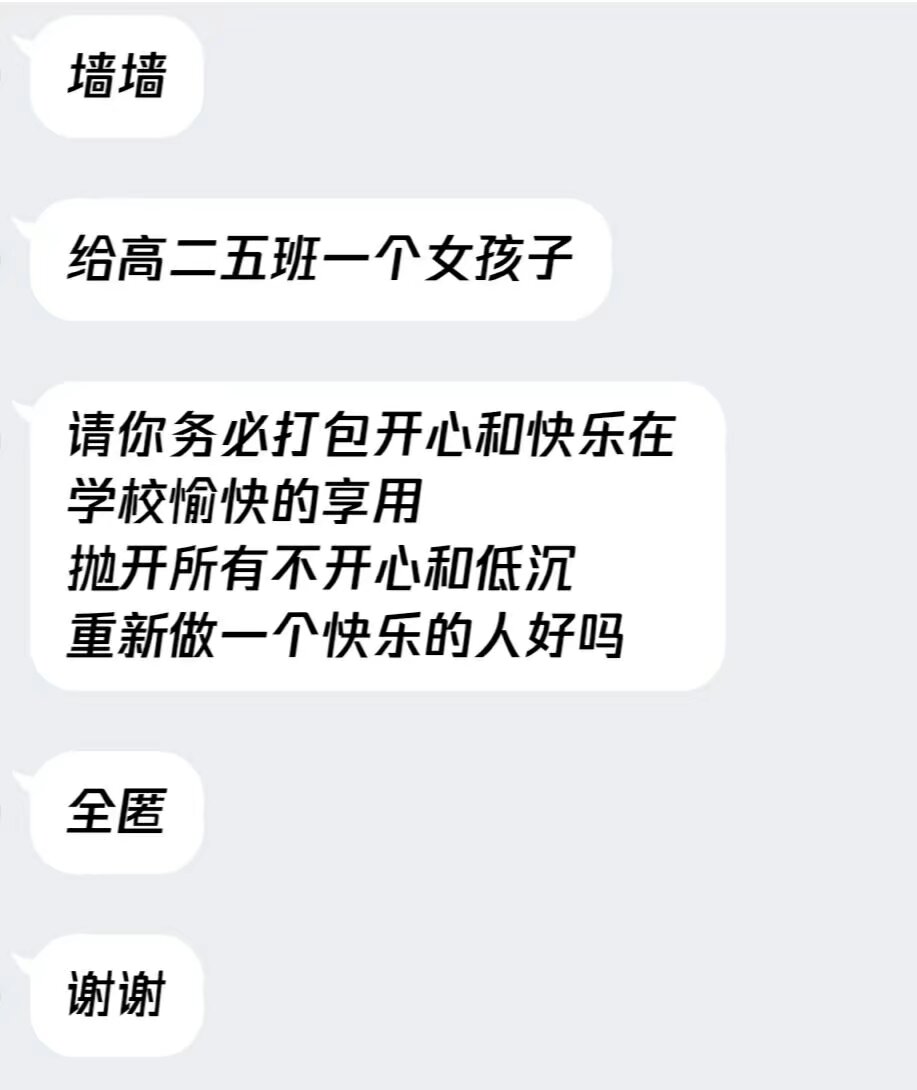 墙墙
给高二五班一个女孩子
请你务必打包开心和快乐在
学校愉快的享用
抛开所有不开心和低沉
重新做一个快乐的人好吗
全匿
谢谢